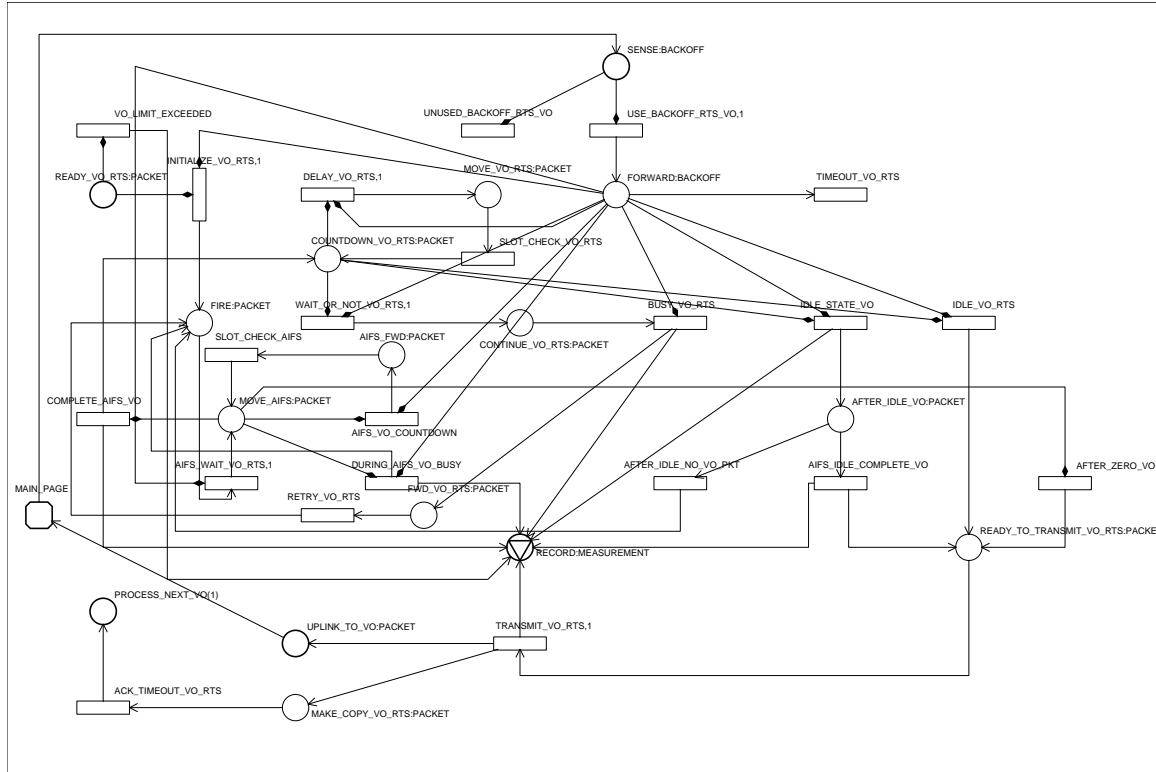 SENSE:BACKOFF
VO_LIMIT_EXCEEDED
UNUSED_BACKOFF_RTS_VO
USE_BACKOFF_RTS_VO,1
INITIALIZE_VO_RTS,1
MOVE_VO_RTS:PACKET
READY_VO_RTS:PACKET
DELAY_VO_RTS,1
FORWARD:BACKOFF
TIMEOUT_VO_RTS
COUNTDOWN_VO_RTS:PACKET
SLOT_CHECK_VO_RTS
FIRE:PACKET
WAIT_OR_NOT_VO_RTS,1
BUSY_VO_RTS
IDLE_STATE_VO
IDLE_VO_RTS
SLOT_CHECK_AIFS
AIFS_FWD:PACKET
CONTINUE_VO_RTS:PACKET
COMPLETE_AIFS_VO
MOVE_AIFS:PACKET
AFTER_IDLE_VO:PACKET
AIFS_VO_COUNTDOWN
AIFS_WAIT_VO_RTS,1
DURING_AIFS_VO_BUSY
AFTER_IDLE_NO_VO_PKT
AIFS_IDLE_COMPLETE_VO
AFTER_ZERO_VO
MAIN_PAGE
RETRY_VO_RTS
FWD_VO_RTS:PACKET
READY_TO_TRANSMIT_VO_RTS:PACKE
RECORD:MEASUREMENT
PROCESS_NEXT_VO(1)
UPLINK_TO_VO:PACKET
TRANSMIT_VO_RTS,1
ACK_TIMEOUT_VO_RTS
MAKE_COPY_VO_RTS:PACKET